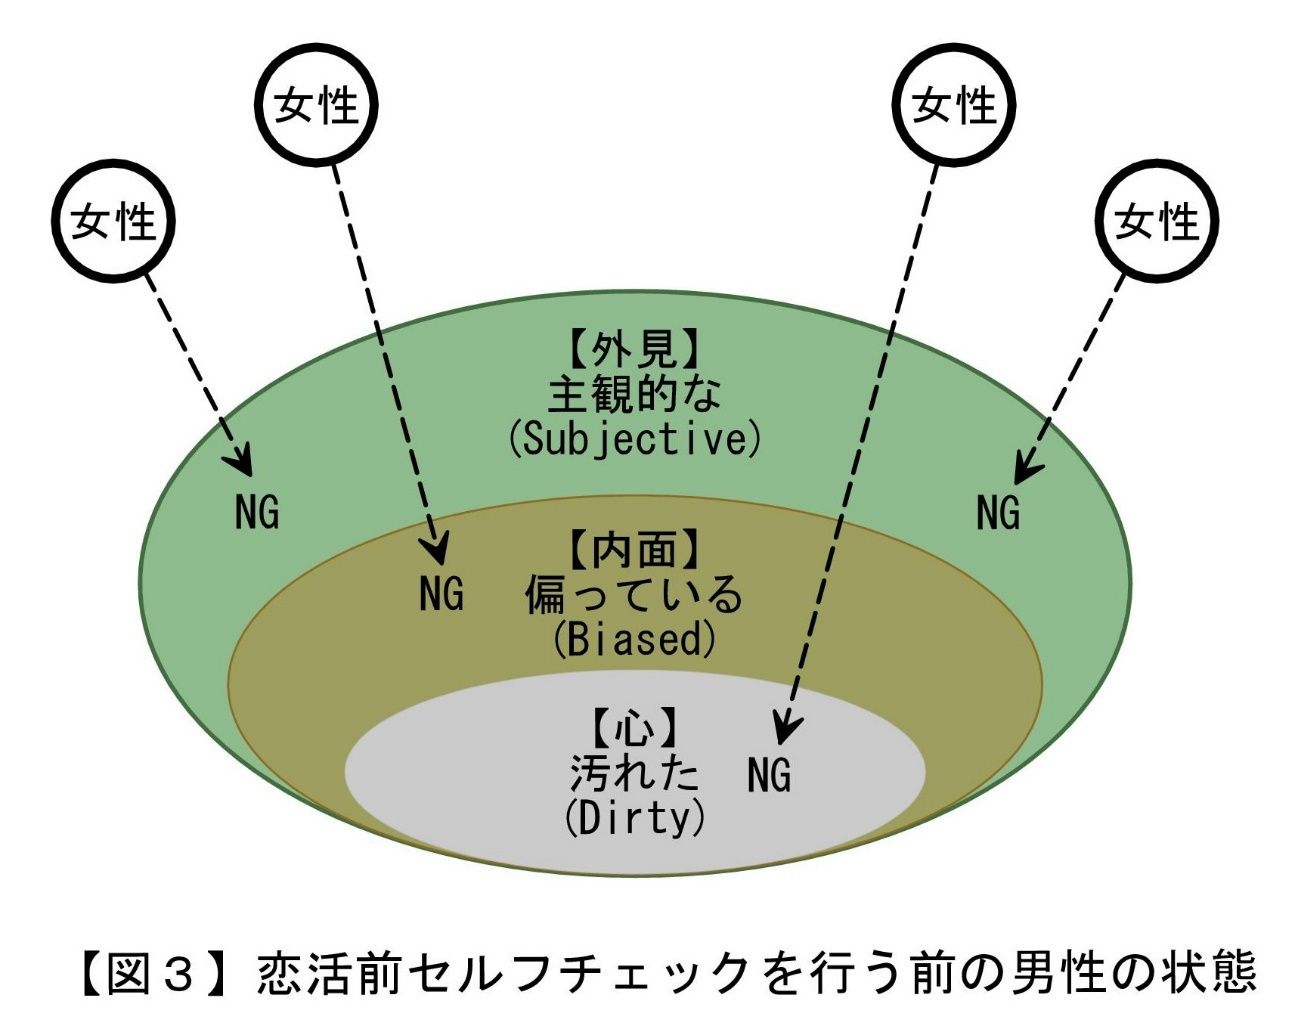 女性
女性
女性
女性
【外見】
主観的な
(Subjective)
NG
NG
【内面】
偏っている
(Biased)
NG
【心】
汚れた
(Dirty)
NG
【図３】恋活前セルフチェックを行う前の男性の状態